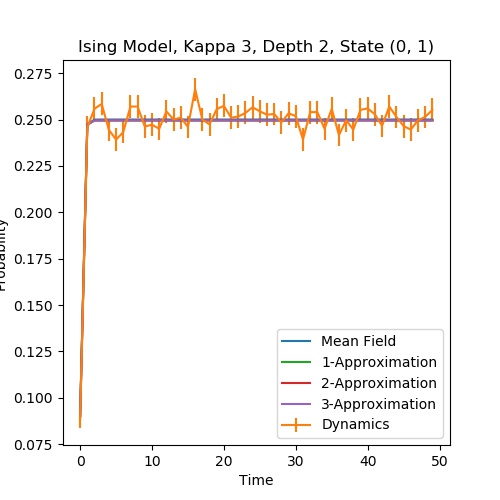 Ising Model, Kappa 3, Depth 2, State (0, 1)
0.275
0.250
0.225
0.200
0.175
0.150
0.125
0.100
0.075
Probability
Mean Field
1-Approximation
2-Approximation
3-Approximation
Dynamics
0 10 20 30 40 50
Time